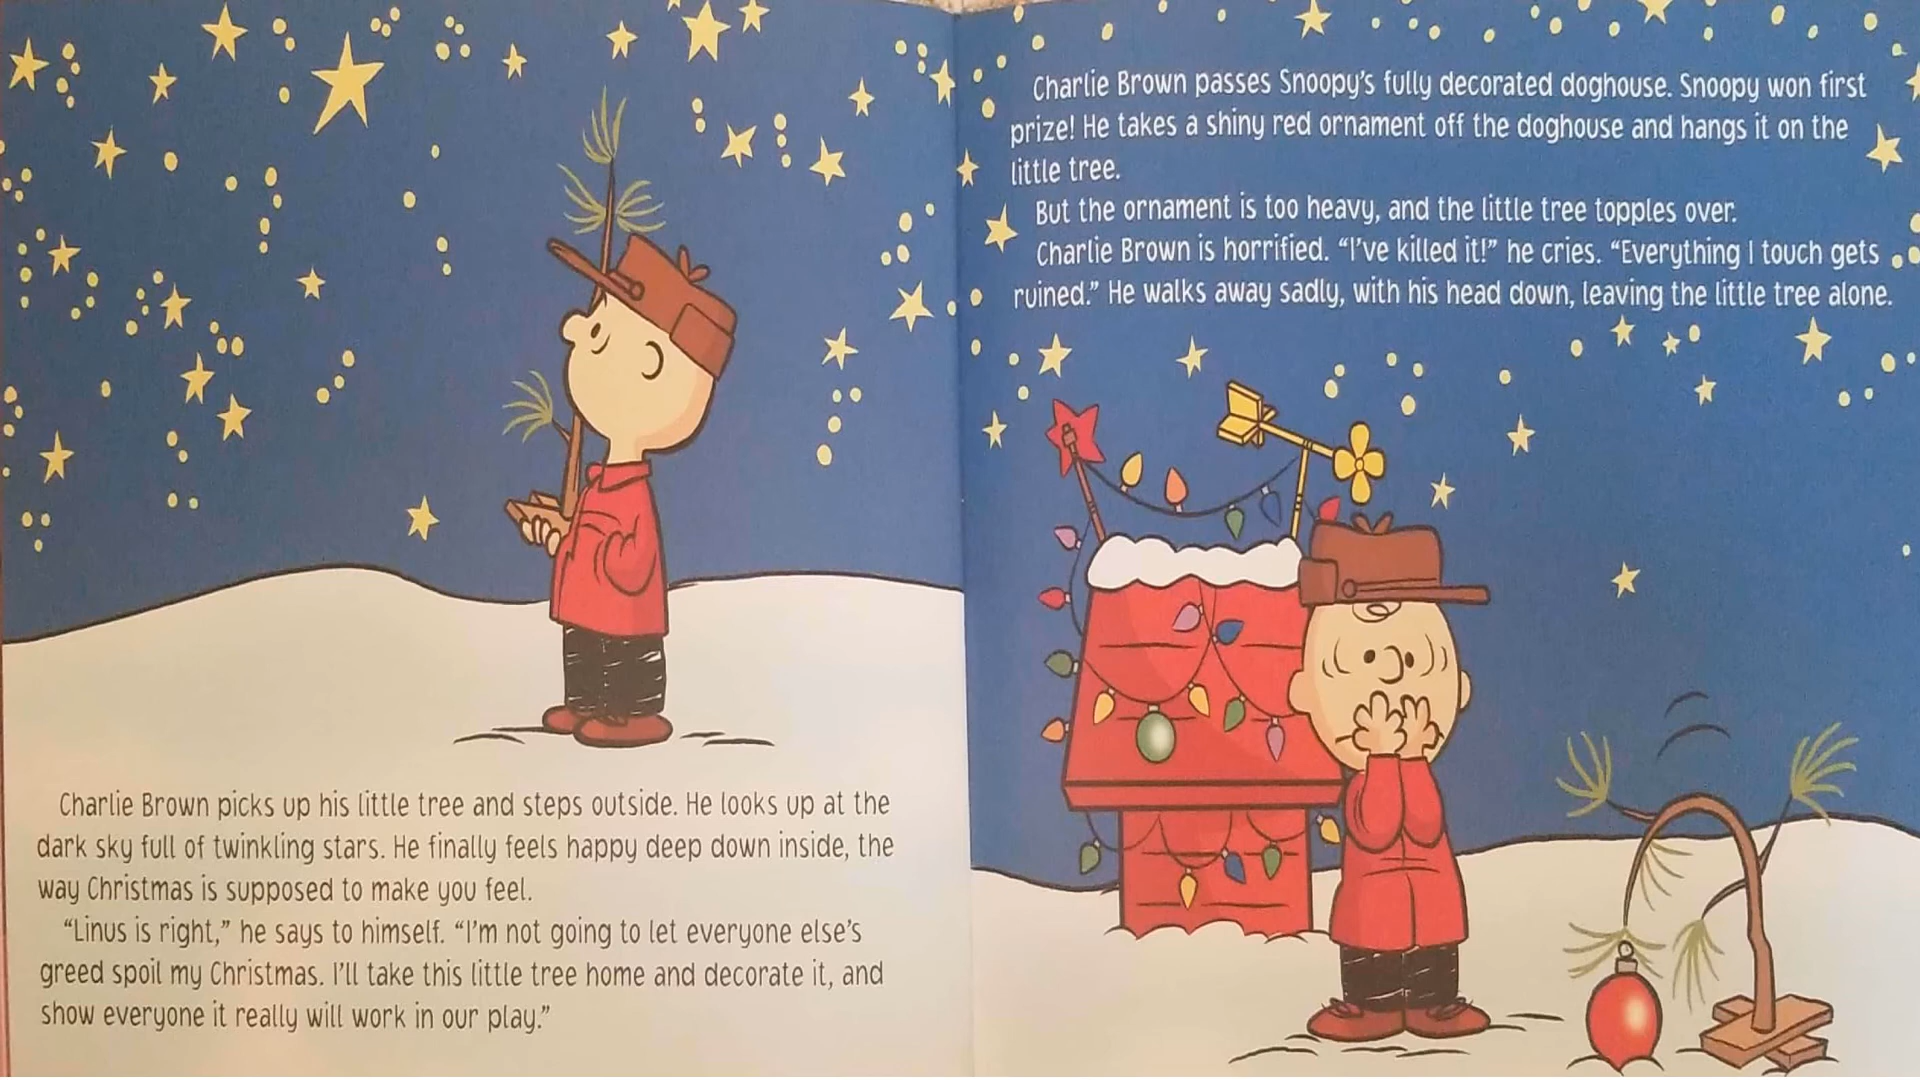 Charlie Brown picks up his little tree and steps outside. He looks up at the
dark sky full of twinkling stars. He finally feels happy deep down inside, the
way Christmas is supposed to make you feel.
“Linus is right,” he says to himself. “I’m not going to let everyone else’s
greed spoil my Christmas. I’ll take this little tree home and decorate it, and
show everyone it really will work in our play.”
Charlie Brown passes Snoopy’s fully decorated doghouse. Snoopy won first
prize! He takes a shiny red ornament off the doghouse and hangs it on the
little tree.
But the ornament is too heavy, and the little tree topples over.
Charlie Brown is horrified. “I’ve killed it!” he cries. “Everything I touch gets
ruined.” He walks away sadly, with his head down, leaving the little tree alone.